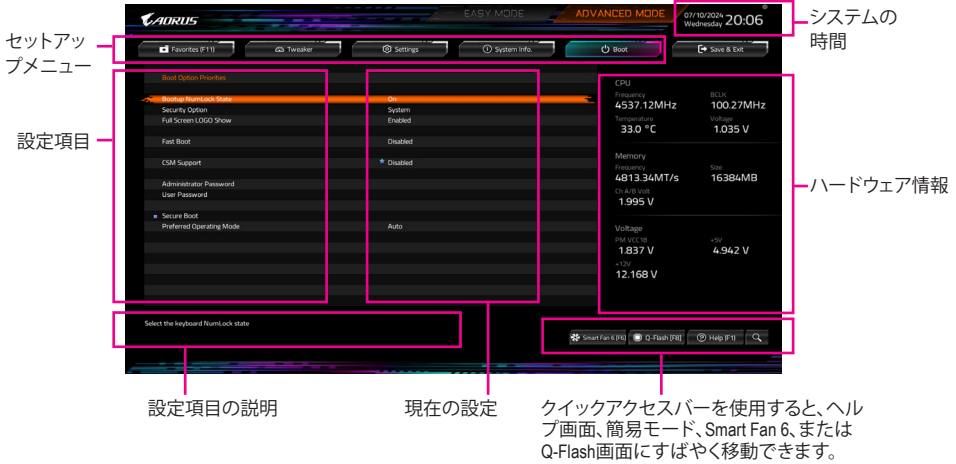 AORUS
EASY MODE
ADVANCED MODE
07/10/2024
Wednesday 20:06
システムの
時間
セットアッ
プメニュー
Favorites (F11)
Tweaker
Settings
System Info.
Boot
Save & Exit
設定項目
Boot Option Priorities
Bootup NumLock State On
Security Option System
Full Screen LOGO Show Enabled
Fast Boot Disabled
CSM Support Disabled
Administrator Password
User Password
Secure Boot
Preferred Operating Mode Auto
CPU
Frequency BCLK
4537.12MHz 100.27MHz
Temperature Voltage
33.0 °C 1.035 V
Memory
Frequency Size
4813.34MT/s 16384MB
Ch A/B Volt
1.995 V
Voltage
PM VCC18 +5V
1.837 V 4.942 V
+12V
12.168 V
ハードウェア情報
Select the keyboard NumLock state
Smart Fan 6 [F6]
Q-Flash [F8]
Help [F1]
設定項目の説明
現在の設定
クイックアクセスバーを使用すると、ヘル
プ画面、簡易モード、Smart Fan 6、または
Q-Flash画面にすばやく移動できます。